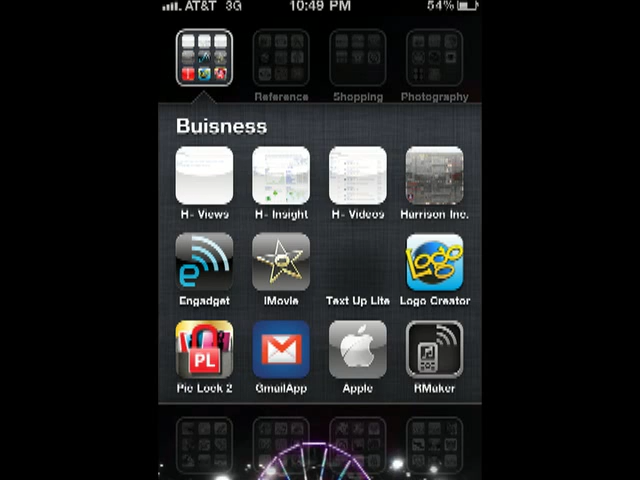 AT&T 3G 10:49 PM 54%
Reference Shopping Photography
Buisness
H- Views H- Insight H- Videos Harrison Inc.
e
Logo
Engadget iMovie Text Up Lite Logo Creator
PL
Pic Lock 2 GmailApp Apple RMaker